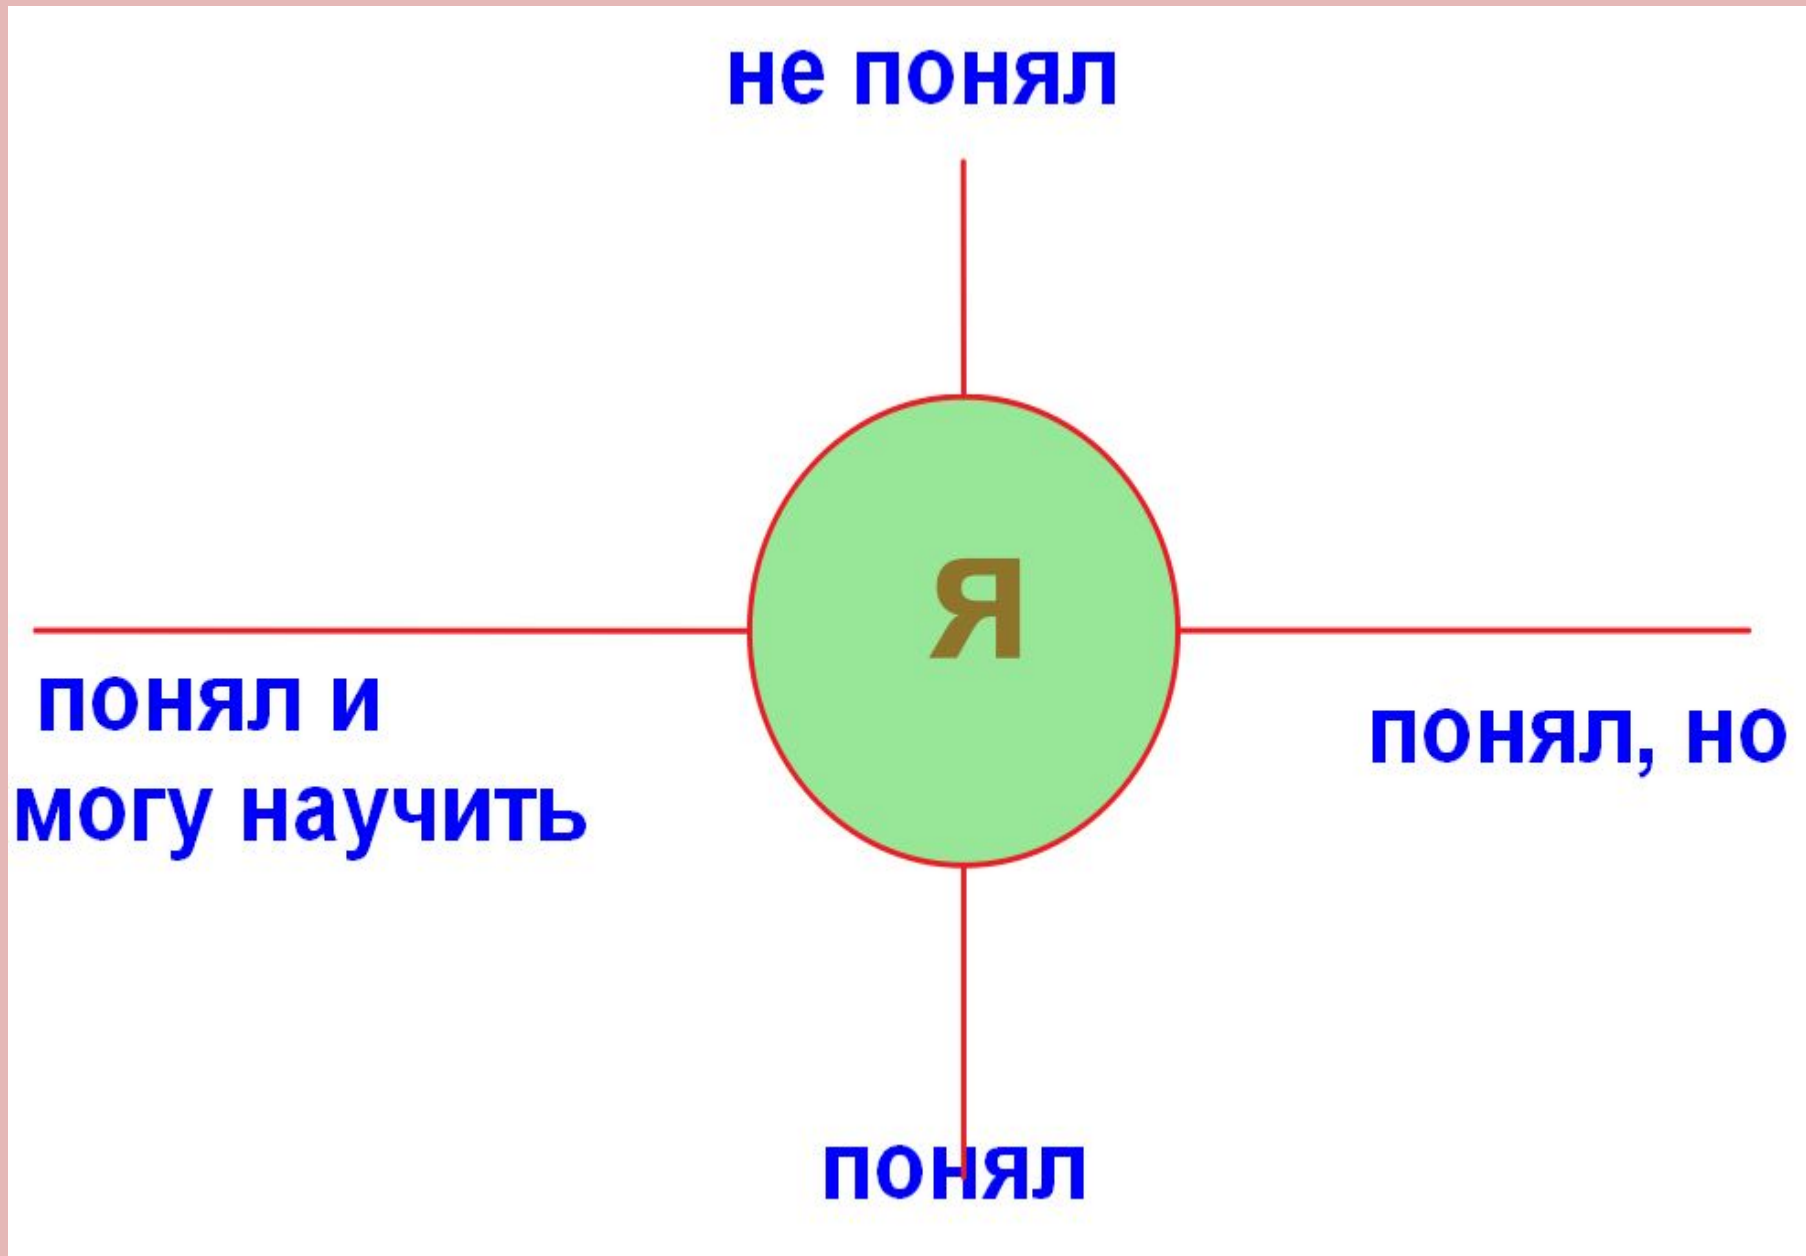 не понял
Я
понял и
могу научить
понял, но
понял